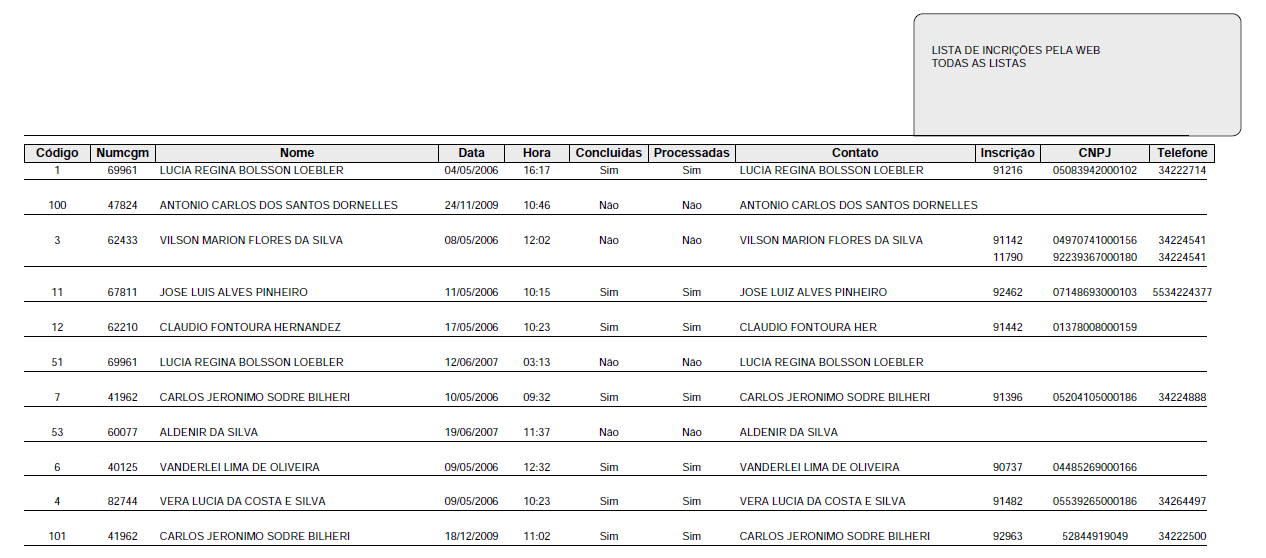 LISTA DE INCRIÇÕES PELA WEB
TODAS AS LISTAS
Código Numcgm Nome Data Hora Concluidas Processadas Contato Inscrição CNPJ Telefone
1 69961 LUCIA REGINA BOLSSON LOEBLER 04/05/2006 16:17 Sim Sim LUCIA REGINA BOLSSON LOEBLER 91216 05083942000102 34222714
100 47824 ANTONIO CARLOS DOS SANTOS DORNELLES 24/11/2009 10:46 Não Não ANTONIO CARLOS DOS SANTOS DORNELLES
3 62433 VILSON MARION FLORES DA SILVA 08/05/2006 12:02 Não Não VILSON MARION FLORES DA SILVA 91142 04970741000156 34224541
11790 92239367000180 34224541
11 67811 JOSE LUIS ALVES PINHEIRO 11/05/2006 10:15 Sim Sim JOSE LUIZ ALVES PINHEIRO 92462 07148693000103 5534224377
12 62210 CLAUDIO FONTOURA HERNANDEZ 17/05/2006 10:23 Sim Sim CLAUDIO FONTOURA HER 91442 01378008000159
51 69961 LUCIA REGINA BOLSSON LOEBLER 12/06/2007 03:13 Não Não LUCIA REGINA BOLSSON LOEBLER
7 41962 CARLOS JERONIMO SODRE BILHERI 10/05/2006 09:32 Sim Sim CARLOS JERONIMO SODRE BILHERI 91396 05204105000186 34224888
53 60077 ALDENIR DA SILVA 19/06/2007 11:37 Não Não ALDENIR DA SILVA
6 40125 VANDERLEI LIMA DE OLIVEIRA 09/05/2006 12:32 Sim Sim VANDERLEI LIMA DE OLIVEIRA 90737 04485269000166
4 82744 VERA LUCIA DA COSTA E SILVA 09/05/2006 10:23 Sim Sim VERA LUCIA DA COSTA E SILVA 91482 05539265000186 34264497
101 41962 CARLOS JERONIMO SODRE BILHERI 18/12/2009 11:02 Sim Sim CARLOS JERONIMO SODRE BILHERI 92963 52844919049 34222500